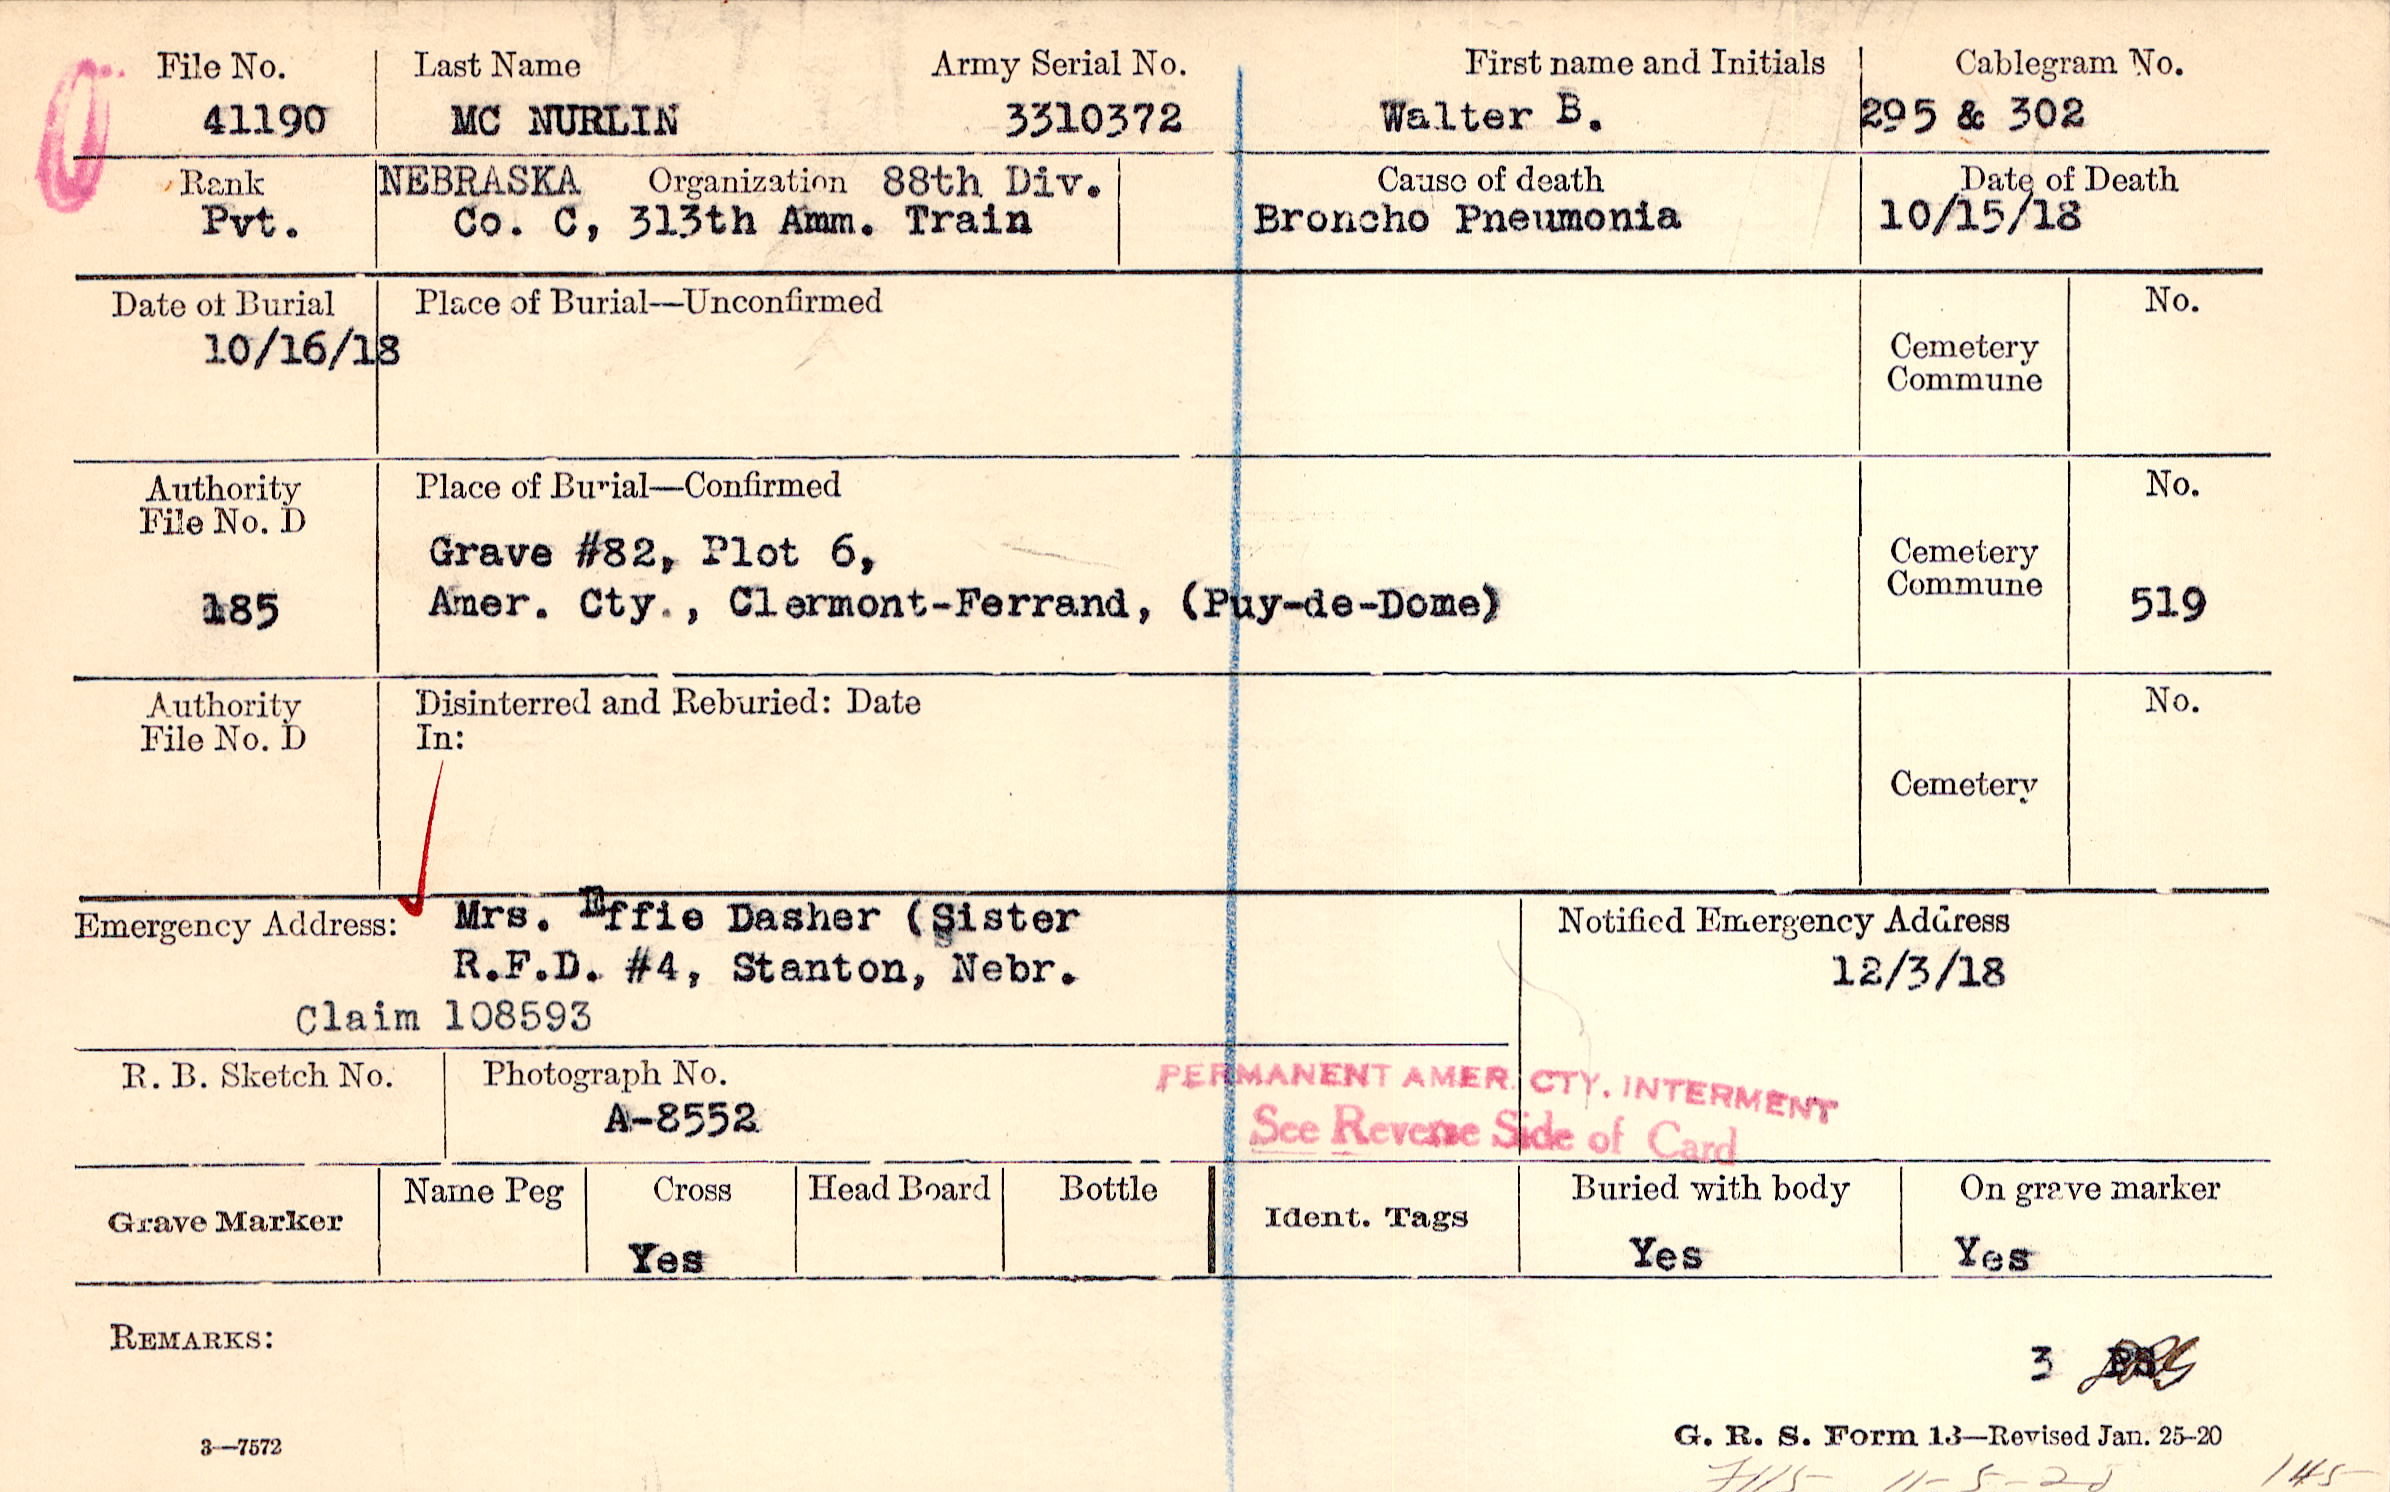 File No. Last Name Army Serial No. First name and Initials Cablegram No.
41190 MC NURLIN 3310372 Walter B. 295 & 302
Rank NEBRASKA Organization 88th Div. Cause of death Date of Death
Pvt. Co. C, 313th Amm. Train Broncho Pneumonia 10/15/18
Date of Burial Place of Burial—Unconfirmed No.
10/16/18 Cemetery
Commune
Authority Place of Burial—Confirmed No.
File No. D
Grave #82, Plot 6, Cemetery
Commune
185 Amer. Cty., Clermont-Ferrand, (Puy-de-Dome) 519
Authority Disinterred and Reburied: Date No.
File No. D In:
Cemetery
Emergency Address: Mrs. Effie Dasher (Sister Notified Emergency Address
R.F.D. #4, Stanton, Nebr. 12/3/18
Claim 108593
R. B. Sketch No. Photograph No. PERMANENT AMER. CTY. INTERMENT
A-8552 See Reverse Side of Card
Name Peg Cross Head Board Bottle Buried with body On grave marker
Grave Marker Ident. Tags
Yes Yes Yes
REMARKS:
3
3—7572 G. R. S. Form 13—Revised Jan. 25-20
145